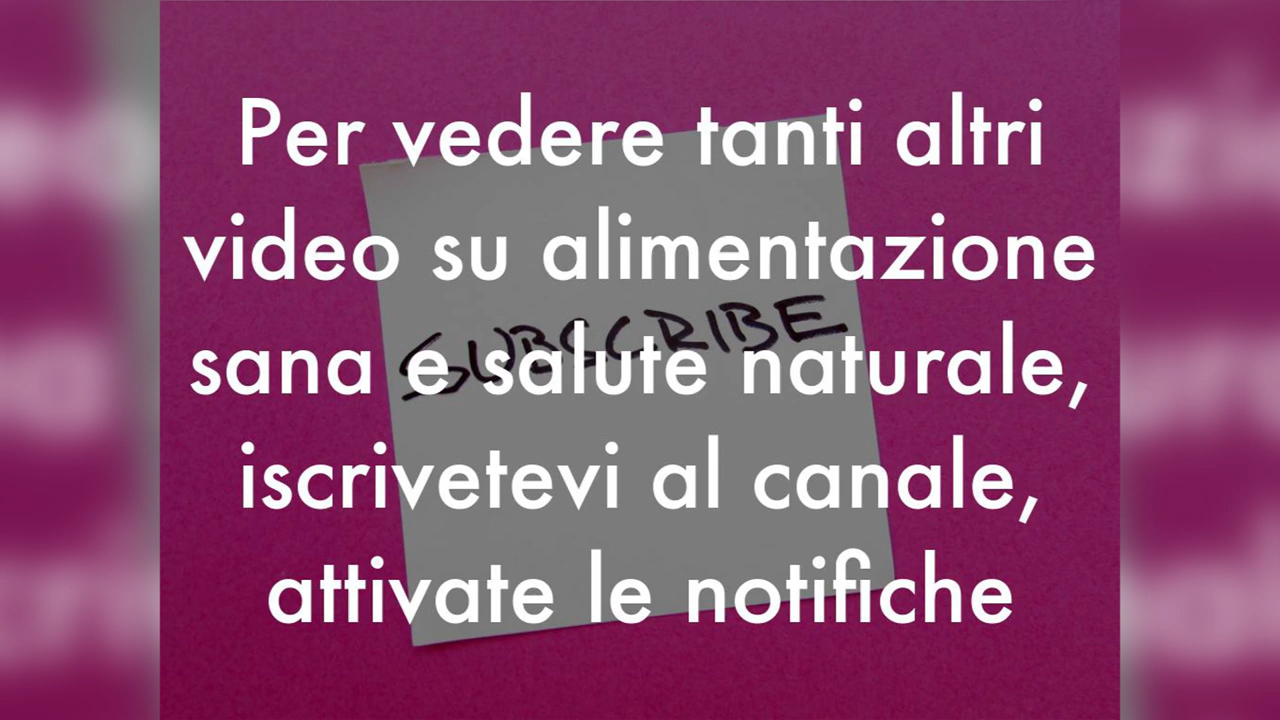 Per vedere tanti altri
video su alimentazione
SUBSCRIBE
sana e salute naturale,
iscrivetevi al canale,
attivate le notifiche